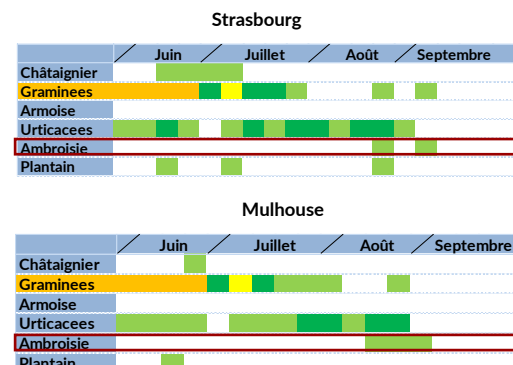 Strasbourg
Juin Juillet Août Septembre
Châtaignier
Graminees
Armoise
Urticacees
Ambroisie
Plantain
Mulhouse
Juin Juillet Août Septembre
Châtaignier
Graminees
Armoise
Urticacees
Ambroisie
Plantain